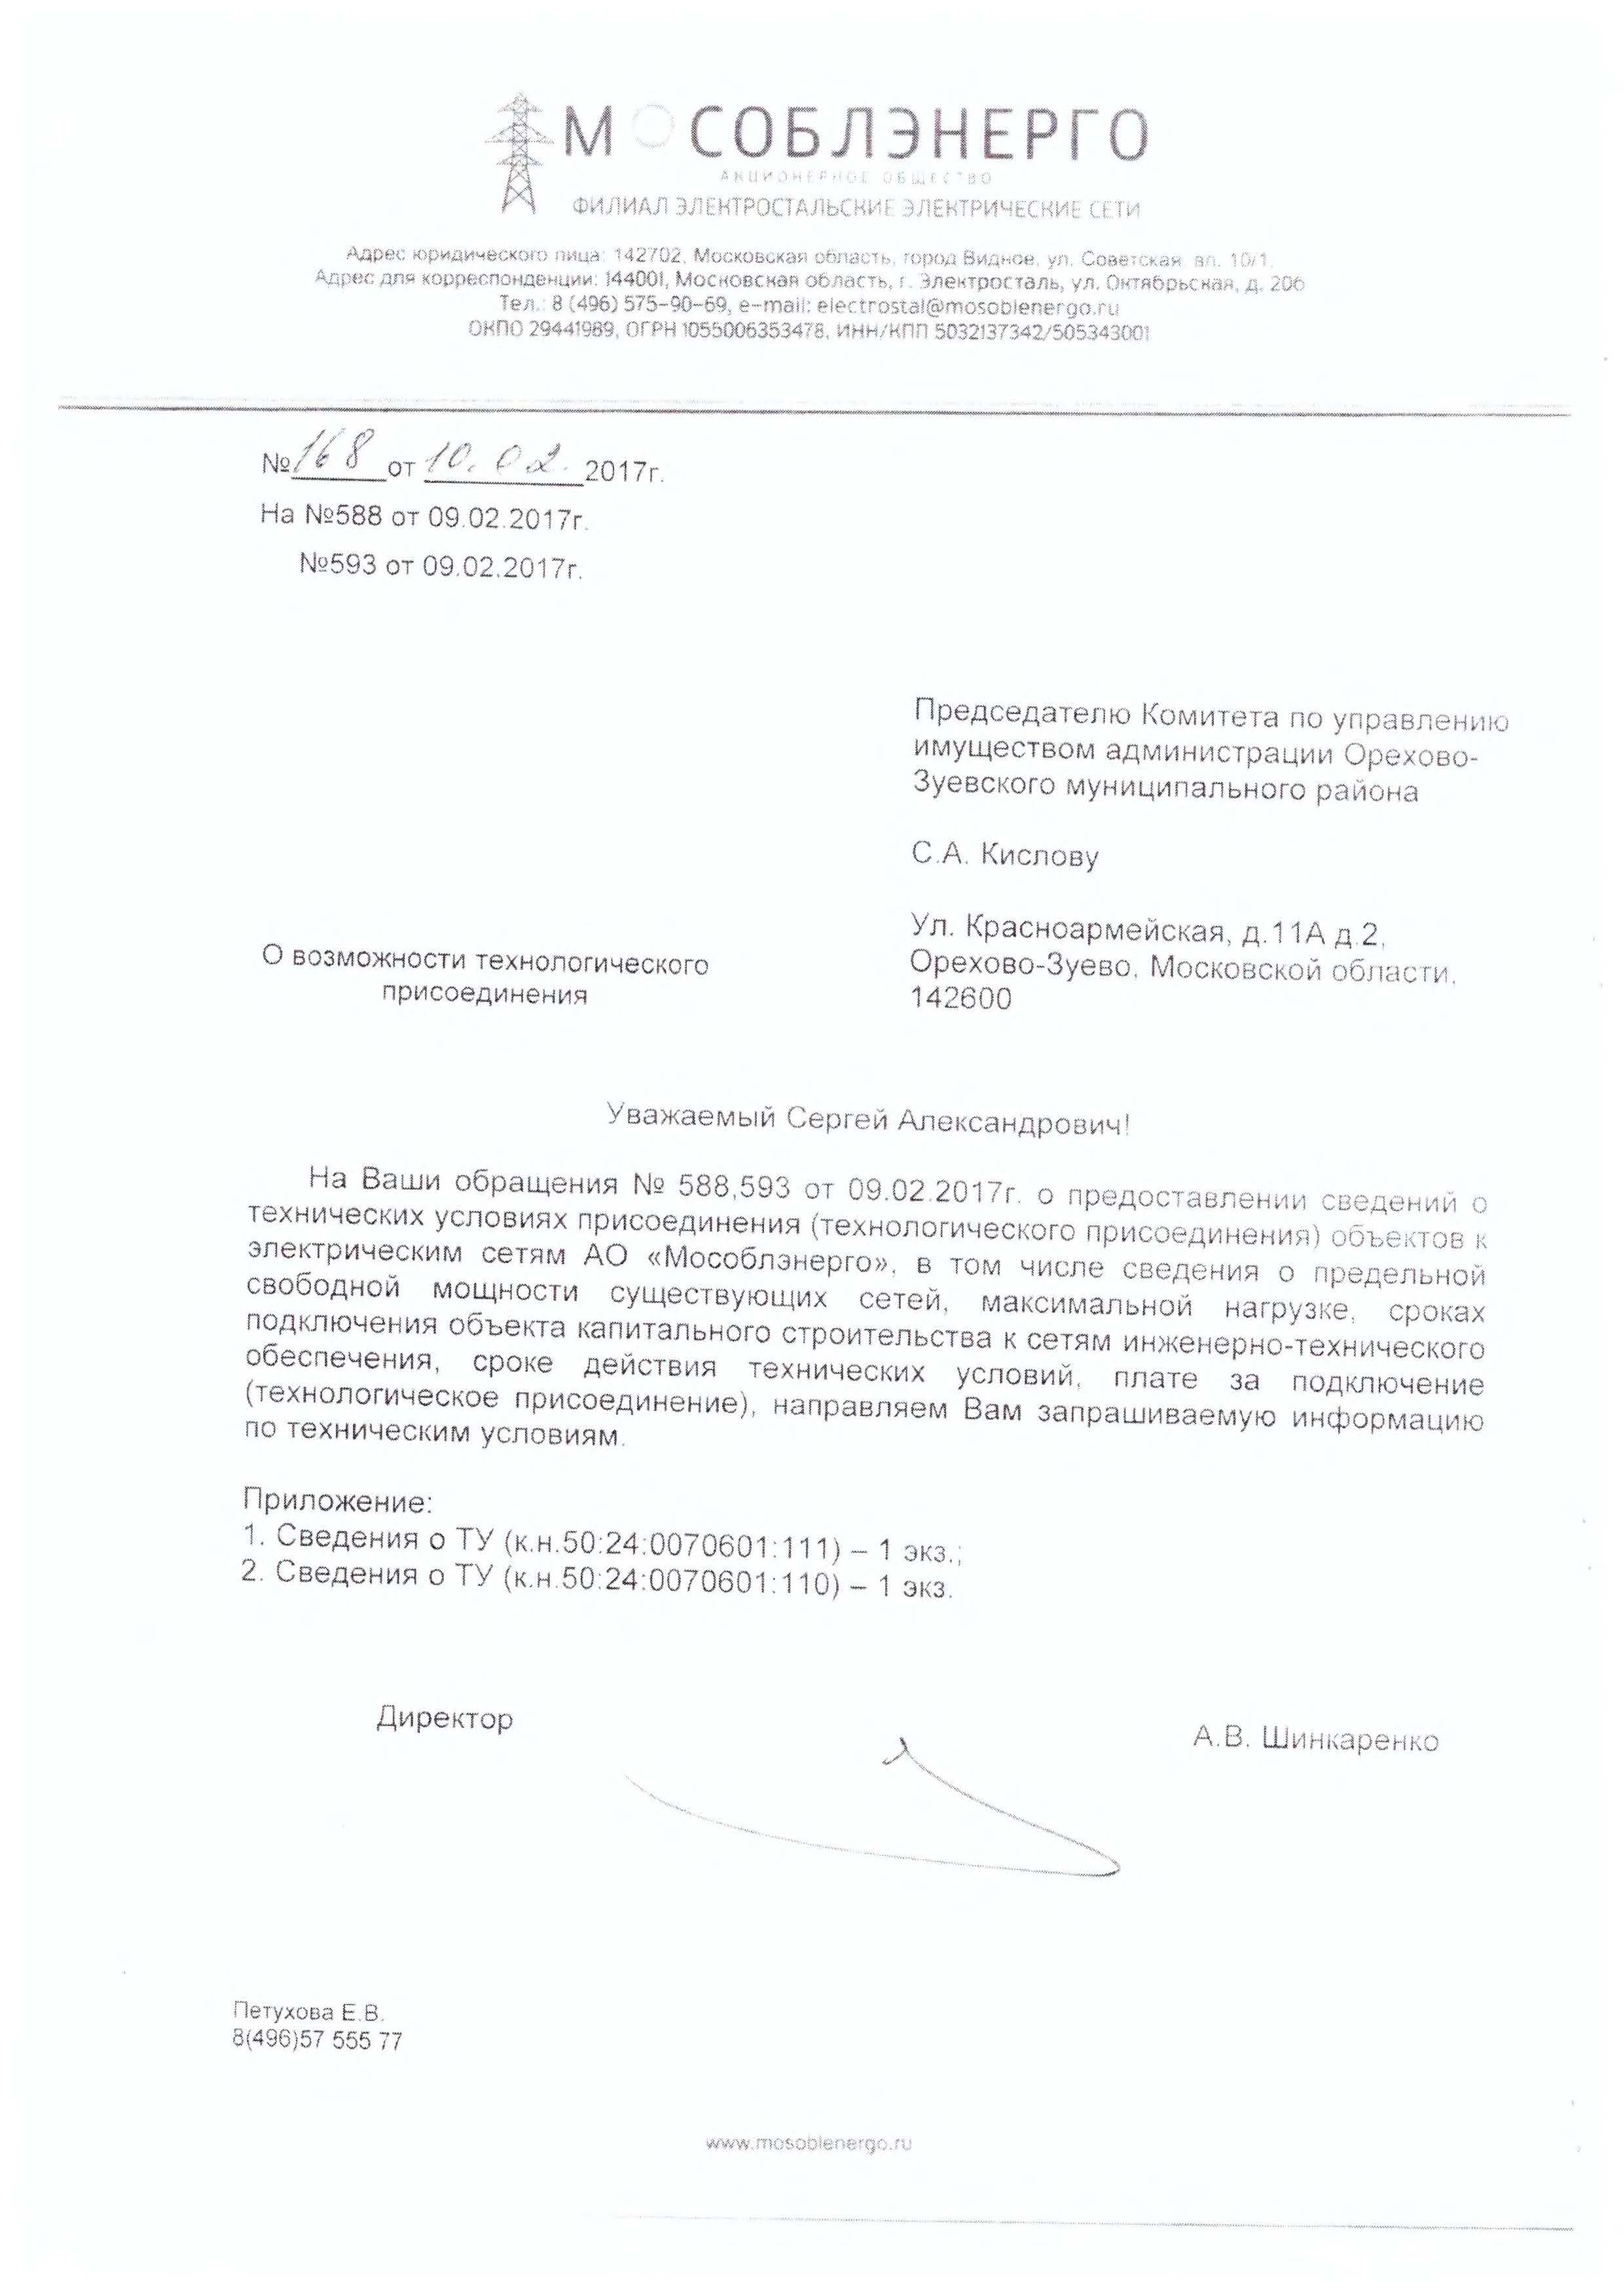 МОСОБЛЭНЕРГО
АКЦИОНЕРНОЕ ОБЩЕСТВО
ФИЛИАЛ ЭЛЕКТРОСТАЛЬСКИЕ ЭЛЕКТРИЧЕСКИЕ СЕТИ
Адрес юридического лица: 142702, Московская область, город Видное, ул. Советская, вл. 10/1.
Адрес для корреспонденции: 144001, Московская область, г. Электросталь, ул. Октябрьская, д. 20б
Тел.: 8 (496) 575-90-69, e-mail: electrostal@mosoblenergo.ru
ОКПО 29441989, ОГРН 1055006353478, ИНН/КПП 5032137342/505343001
№168 от 10.02.2017г.
На №588 от 09.02.2017г.
№593 от 09.02.2017г.
Председателю Комитета по управлению
имуществом администрации Орехово-
Зуевского муниципального района
С.А. Кислову
Ул. Красноармейская, д.11А д.2,
Орехово-Зуево, Московской области,
142600
О возможности технологического
присоединения
Уважаемый Сергей Александрович!
На Ваши обращения № 588,593 от 09.02.2017г. о предоставлении сведений о
технических условиях присоединения (технологического присоединения) объектов к
электрическим сетям АО «Мособлэнерго», в том числе сведения о предельной
свободной мощности существующих сетей, максимальной нагрузке, сроках
подключения объекта капитального строительства к сетям инженерно-технического
обеспечения, сроке действия технических условий, плате за подключение
(технологическое присоединение), направляем Вам запрашиваемую информацию
по техническим условиям.
Приложение:
1. Сведения о ТУ (к.н.50:24:0070601:111) – 1 экз.;
2. Сведения о ТУ (к.н.50:24:0070601:110) – 1 экз.
Директор
А.В. Шинкаренко
Петухова Е.В.
8(496)57 555 77
www.mosoblenergo.ru